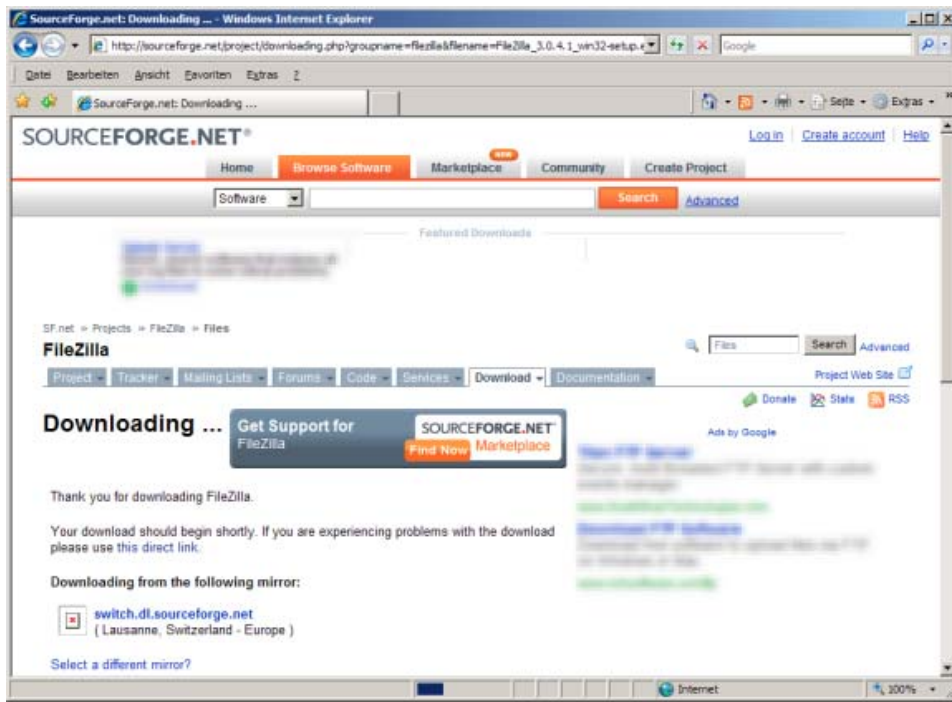 SourceForge.net: Downloading ... - Windows Internet Explorer
http://sourceforge.net/project/downloading.php?groupname=filezilla&filename=FileZilla_3.0.4.1_win32-setup.e
Google
Datei Bearbeiten Ansicht Favoriten Extras ?
SourceForge.net: Downloading ...
Seite Extras
SOURCEFORGE.NET®
Log in Create account Help
NEW
Home Browse Software Marketplace Community Create Project
Software Search Advanced
Featured Downloads
SF.net » Projects » FileZilla » Files
FileZilla
Files Search Advanced
Project Tracker Mailing Lists Forums Code Services Download Documentation
Project Web Site
Donate Stats RSS
Downloading ...
Get Support for
FileZilla
SOURCEFORGE.NET
Find Now Marketplace
Ads by Google
Thank you for downloading FileZilla.
Your download should begin shortly. If you are experiencing problems with the download
please use this direct link.
Downloading from the following mirror:
switch.dl.sourceforge.net
( Lausanne, Switzerland - Europe )
Select a different mirror?
Internet
100%